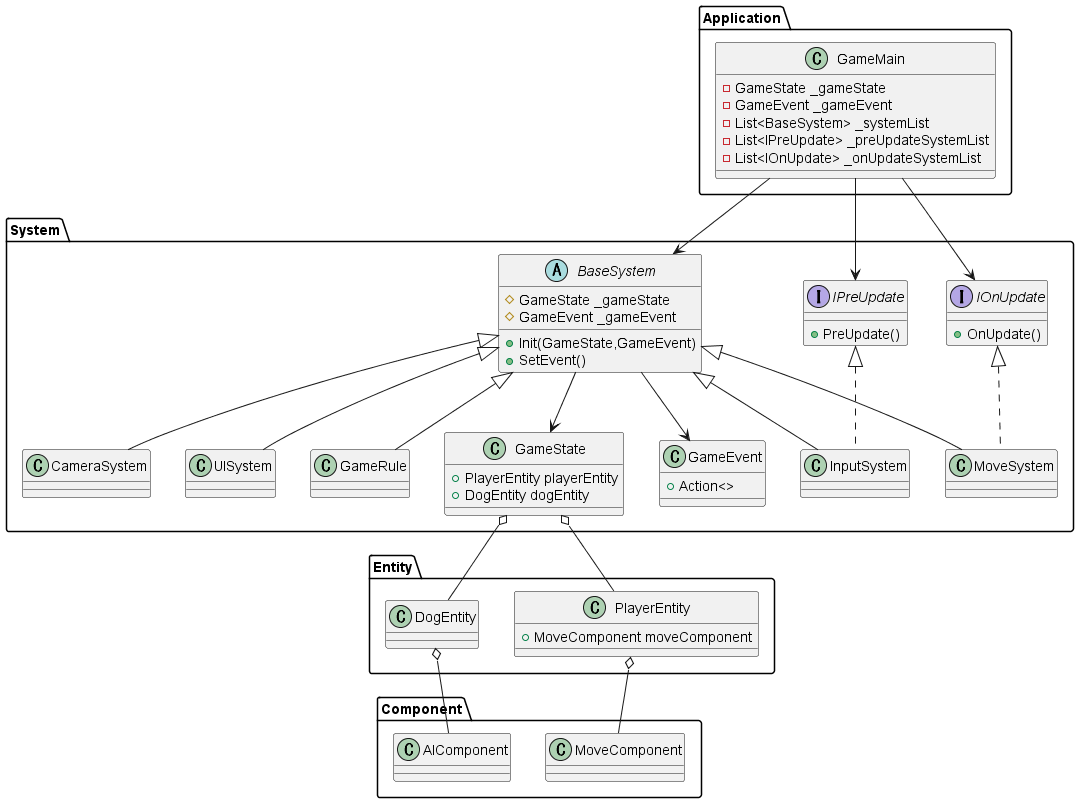 Application
C GameMain
GameState _gameState
GameEvent _gameEvent
List<BaseSystem> _systemList
List<IPreUpdate> _preUpdateSystemList
List<IOnUpdate> _onUpdateSystemList
System
A BaseSystem
GameState _gameState
GameEvent _gameEvent
Init(GameState,GameEvent)
SetEvent()
I IPreUpdate
PreUpdate()
I IOnUpdate
OnUpdate()
C CameraSystem
C UISystem
C GameRule
C GameState
PlayerEntity playerEntity
DogEntity dogEntity
C GameEvent
Action<>
C InputSystem
C MoveSystem
Entity
C DogEntity
C PlayerEntity
MoveComponent moveComponent
Component
C AIComponent
C MoveComponent